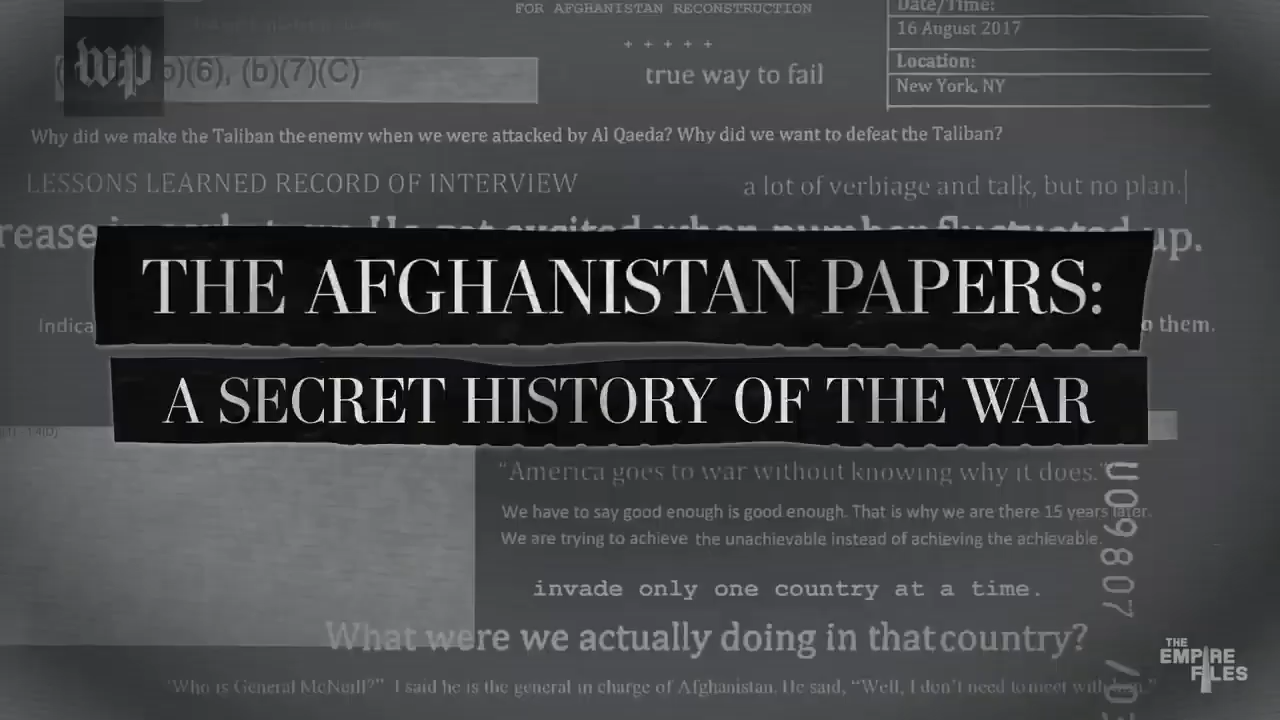 FOR AFGHANISTAN RECONSTRUCTION
Date/Time:
16 August 2017
Location:
New York, NY
+ + + + +
true way to fail
wp
(6), (b)(7)(C)
Why did we make the Taliban the enemy when we were attacked by Al Qaeda? Why did we want to defeat the Taliban?
LESSONS LEARNED RECORD OF INTERVIEW
a lot of verbiage and talk, but no plan.
up.
THE AFGHANISTAN PAPERS:
them.
A SECRET HISTORY OF THE WAR
"America goes to war without knowing why it does."
We have to say good enough is good enough. That is why we are there 15 years later.
We are trying to achieve the unachievable instead of achieving the achievable.
invade only one country at a time.
U09807
What were we actually doing in that country?
THE
EMPIRE
FILES
"Who is General McNeill?" I said he is the general in charge of Afghanistan. He said, "Well, I don't need to meet with him."